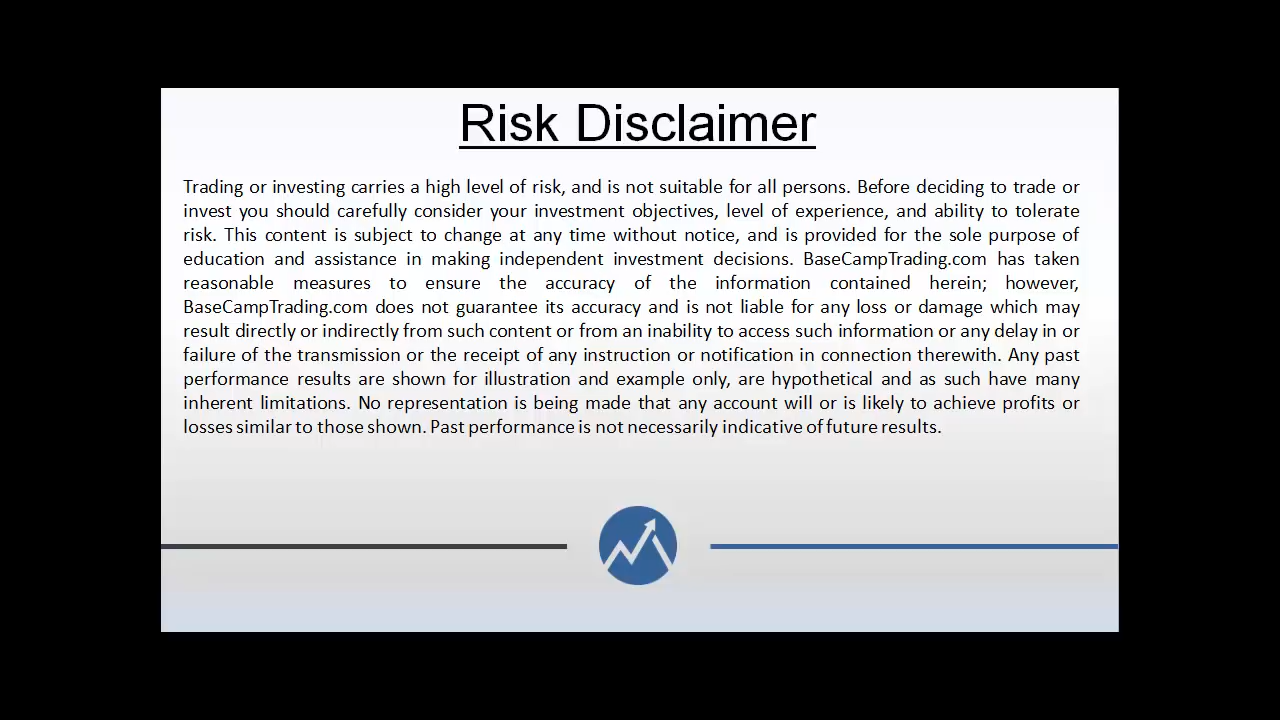 Risk Disclaimer
Trading or investing carries a high level of risk, and is not suitable for all persons. Before deciding to trade or
invest you should carefully consider your investment objectives, level of experience, and ability to tolerate
risk. This content is subject to change at any time without notice, and is provided for the sole purpose of
education and assistance in making independent investment decisions. BaseCampTrading.com has taken
reasonable measures to ensure the accuracy of the information contained herein; however,
BaseCampTrading.com does not guarantee its accuracy and is not liable for any loss or damage which may
result directly or indirectly from such content or from an inability to access such information or any delay in or
failure of the transmission or the receipt of any instruction or notification in connection therewith. Any past
performance results are shown for illustration and example only, are hypothetical and as such have many
inherent limitations. No representation is being made that any account will or is likely to achieve profits or
losses similar to those shown. Past performance is not necessarily indicative of future results.